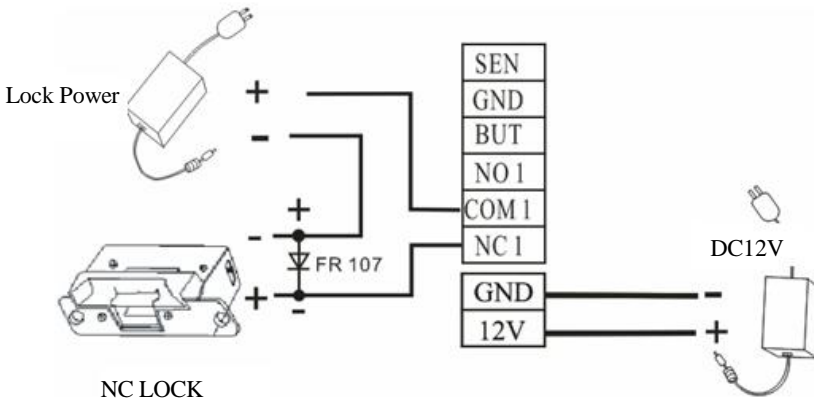 Lock Power
+
-
SEN
GND
BUT
NO 1
COM 1
NC 1
+
-
FR 107
+
-
NC LOCK
DC12V
GND
-
12V
+